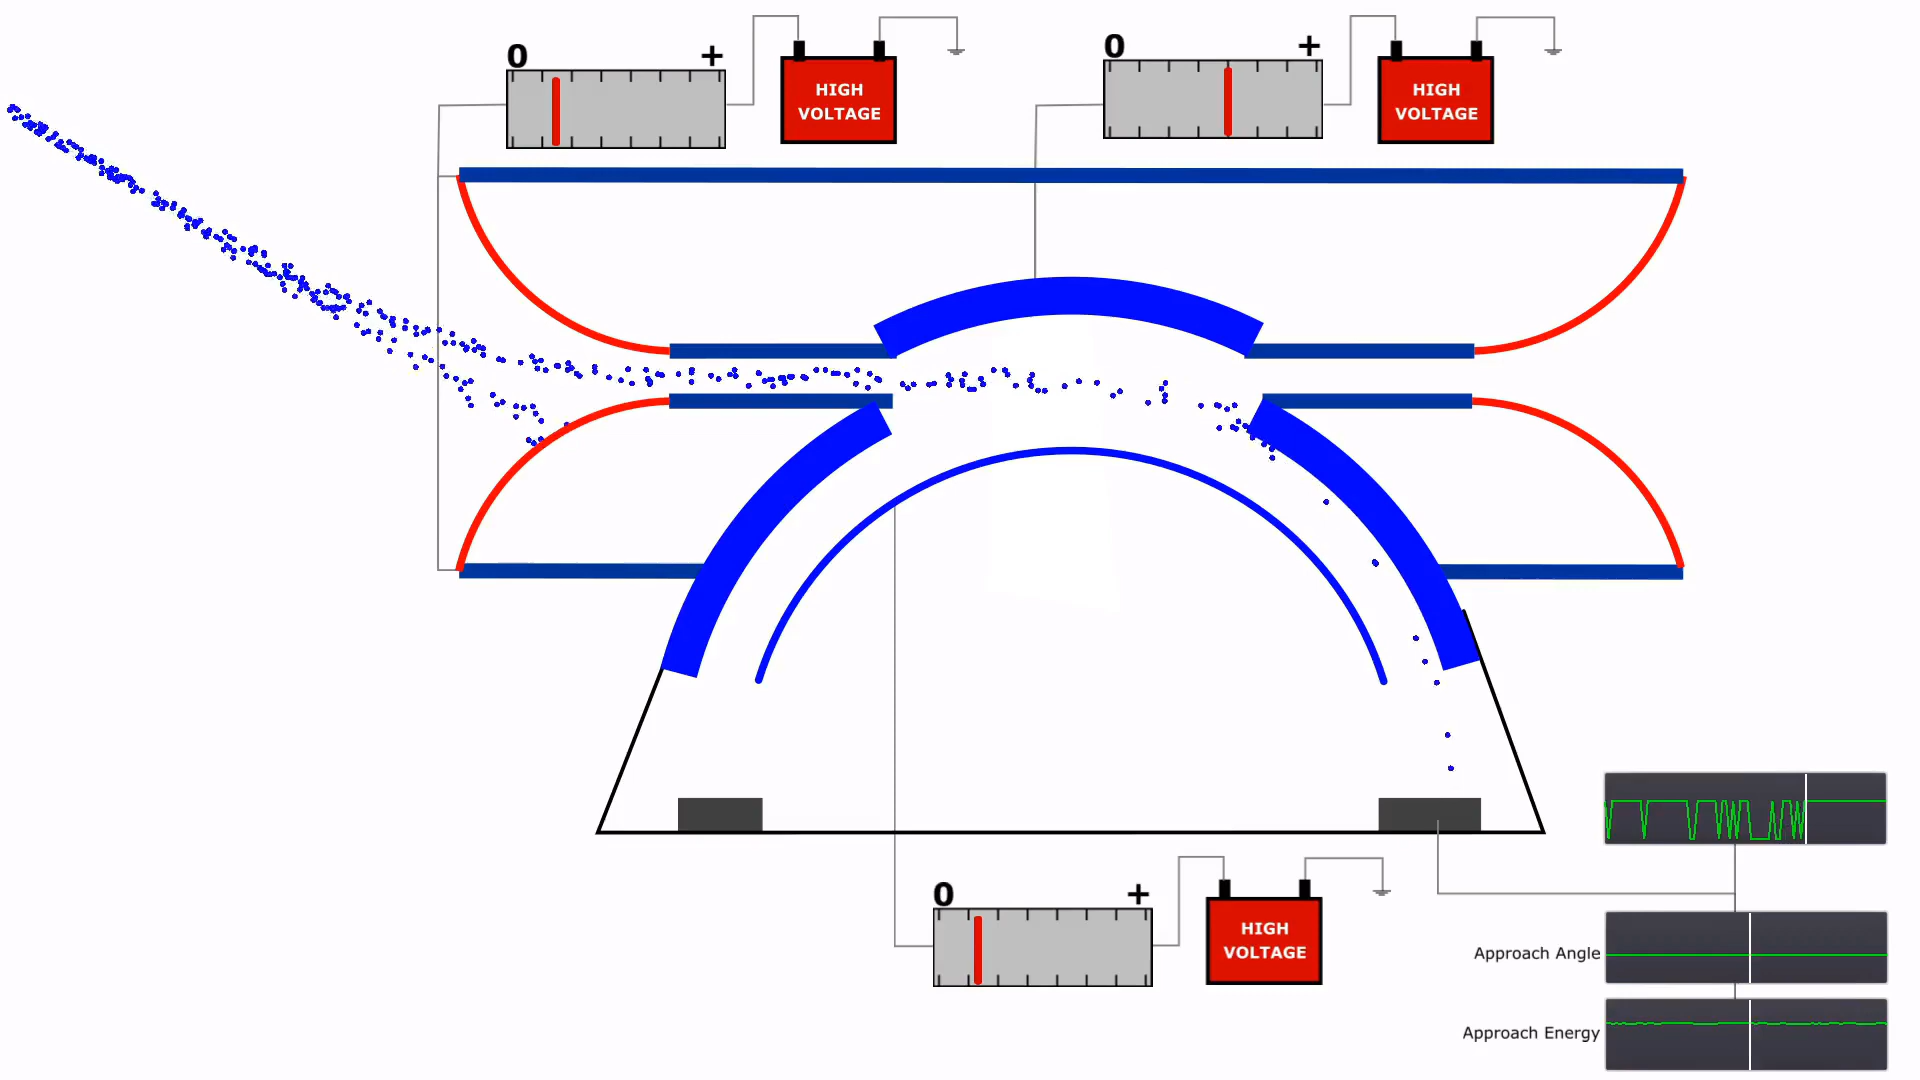 0 +
HIGH
VOLTAGE
0 +
HIGH
VOLTAGE
0 +
HIGH
VOLTAGE
Approach Angle
Approach Energy